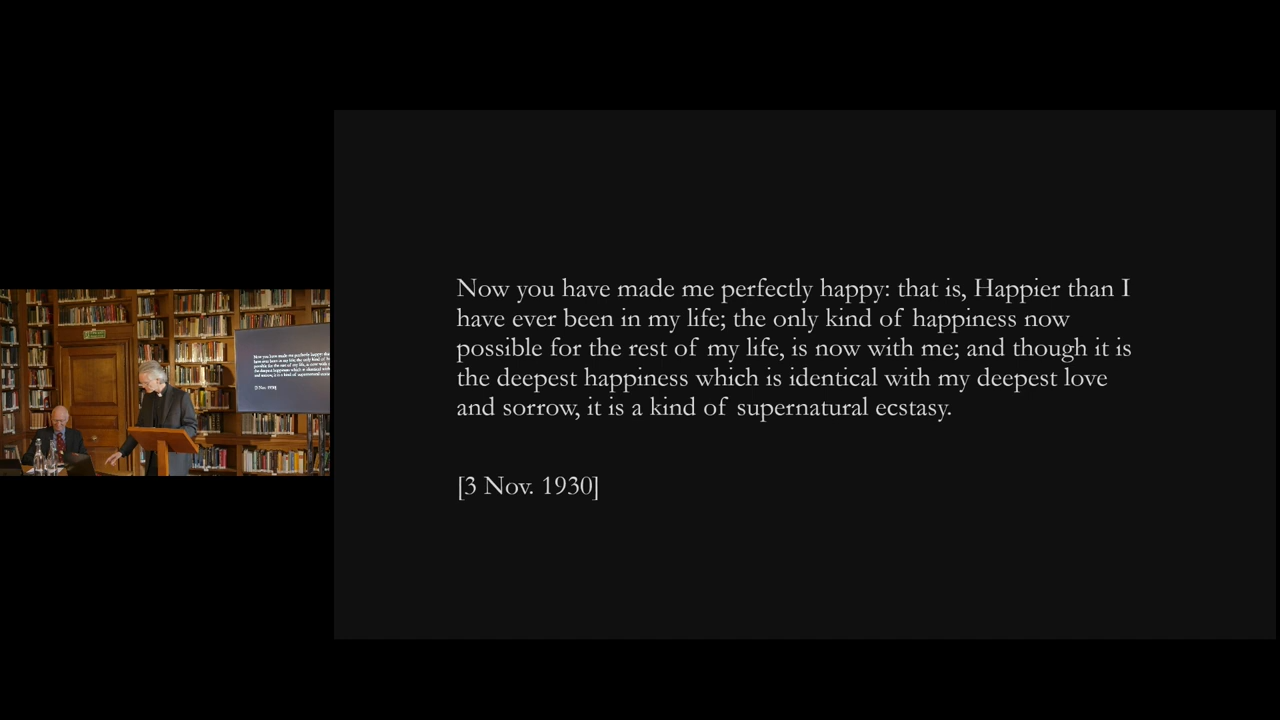 Now you have made me perfectly happy: that is, Happier than I
have ever been in my life; the only kind of happiness now
possible for the rest of my life, is now with me; and though it is
the deepest happiness which is identical with my deepest love
and sorrow, it is a kind of supernatural ecstasy.
[3 Nov. 1930]